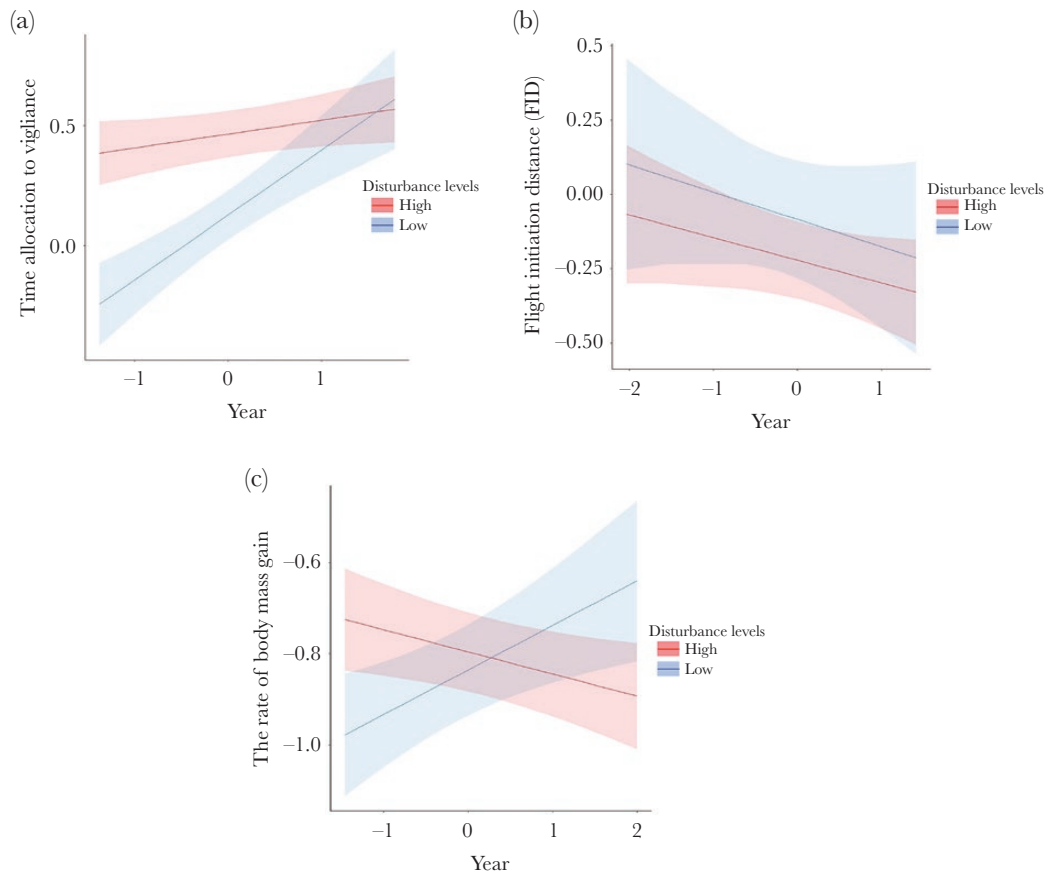 (a)
Time allocation to vigliance
0.5
0.0
–1
0
1
Year
Disturbance levels
High
Low
(b)
Flight initiation distance (FID)
0.5
0.25
0.00
–0.25
–0.50
–2
–1
0
1
Year
Disturbance levels
High
Low
(c)
The rate of body mass gain
–0.6
–0.8
–1.0
–1
0
1
2
Year
Disturbance levels
High
Low